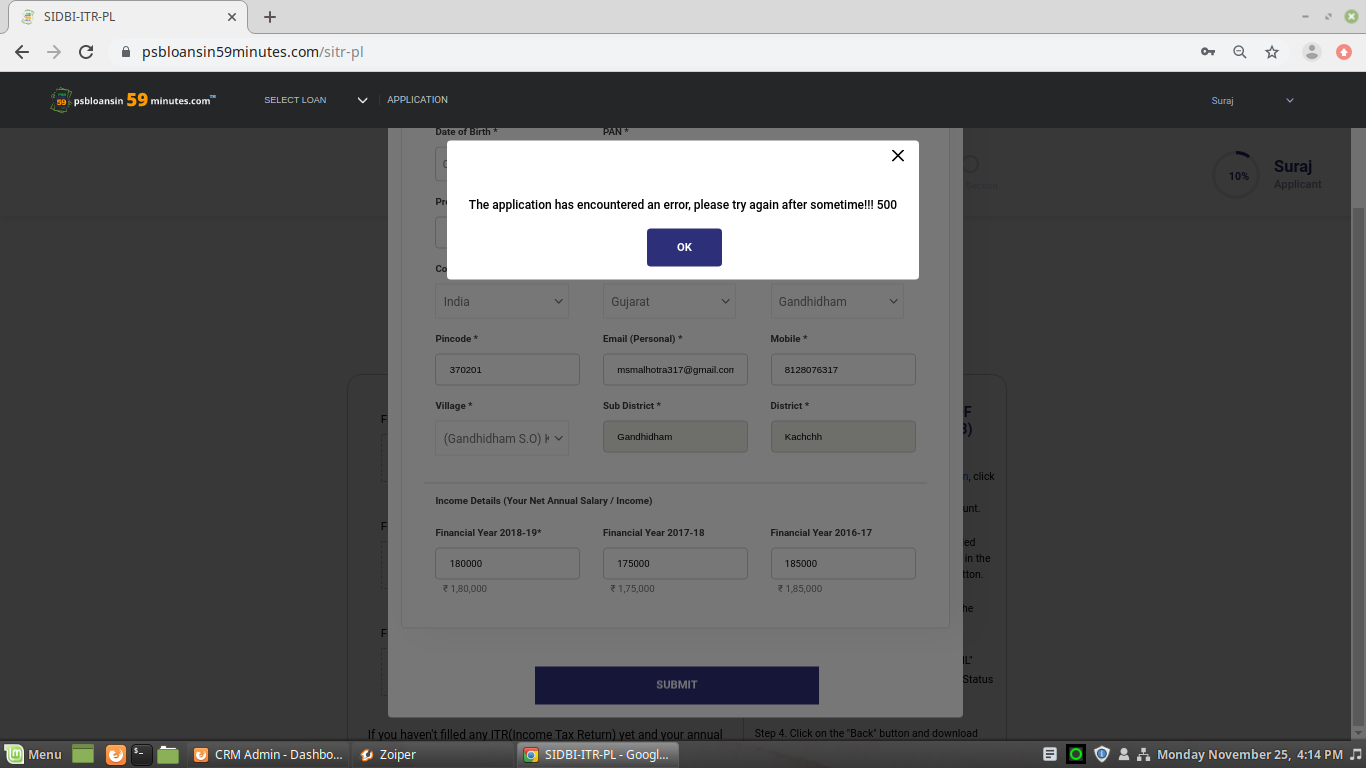 SIDBI-ITR-PL
psbloansin59minutes.com/sitr-pl
59 psbloansin 59 minutes.com™
SELECT LOAN
APPLICATION
Suraj
Date of Birth *
PAN *
10%
Suraj
Applicant
The application has encountered an error, please try again after sometime!!! 500
OK
India
Gujarat
Gandhidham
Pincode *
Email (Personal) *
Mobile *
370201
msmalhotra317@gmail.con
8128076317
Village *
Sub District *
District *
(Gandhidham S.O)
Gandhidham
Kachchh
, click
Income Details (Your Net Annual Salary / Income)
Financial Year 2018-19*
Financial Year 2017-18
Financial Year 2016-17
in the
180000
175000
185000
₹ 1,80,000
₹ 1,75,000
₹ 1,85,000
Status
SUBMIT
If you haven't filled any ITR(Income Tax Return) yet and your annual
Step 4. Click on the "Back" button and download
Menu
CRM Admin - Dashbo...
Zoiper
SIDBI-ITR-PL - Googl...
Monday November 25, 4:14 PM